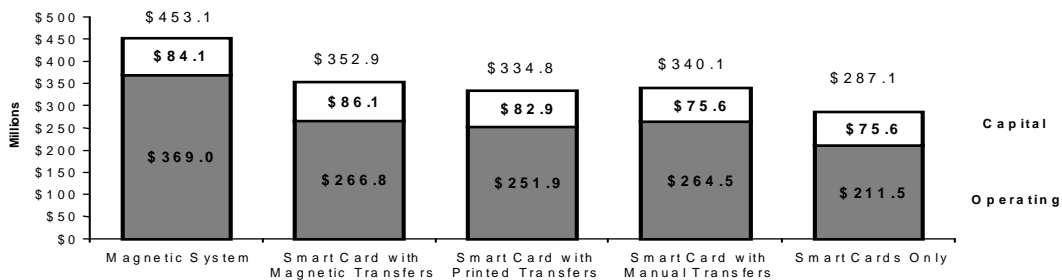 $500
$450
$400
$350
$300
$250
$200
$150
$100
$50
$0
Millions
$453.1
$84.1
$369.0
Magnetic System
$352.9
$86.1
$266.8
Smart Card with
Magnetic Transfers
$334.8
$82.9
$251.9
Smart Card with
Printed Transfers
$340.1
$75.6
$264.5
Smart Card with
Manual Transfers
$287.1
$75.6
$211.5
Smart Cards Only
Capital
Operating